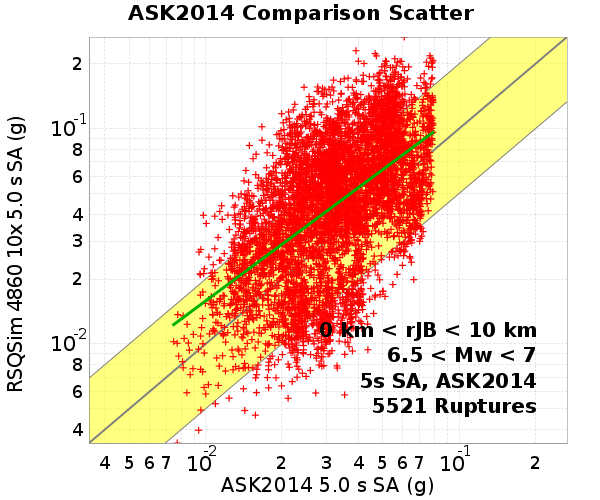 ASK2014 Comparison Scatter
RSQSim 4860 10x 5.0 s SA (g)
2
10-1
8
6
4
3
2
10-2
8
6
4
0 km < rJB < 10 km
6.5 < Mw < 7
5s SA, ASK2014
5521 Ruptures
4 5 6 7 10-2 2 3 4 5 6 7 10-1 2
ASK2014 5.0 s SA (g)